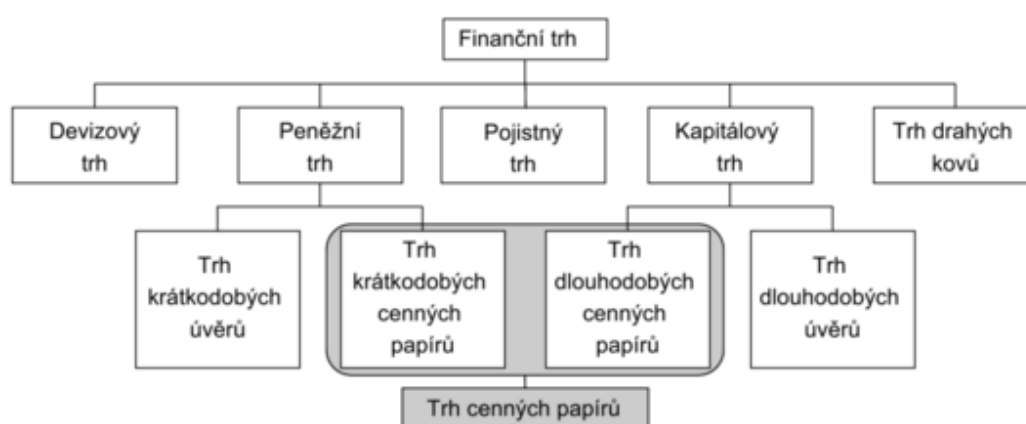 Finanční trh
Devizový
trh
Peněžní
trh
Pojistný
trh
Kapitálový
trh
Trh drahých
kovů
Trh
krátkodobých
úvěrů
Trh
krátkodobých
cenných
papírů
Trh
dlouhodobých
cenných
papírů
Trh
dlouhodobých
úvěrů
Trh cenných papírů